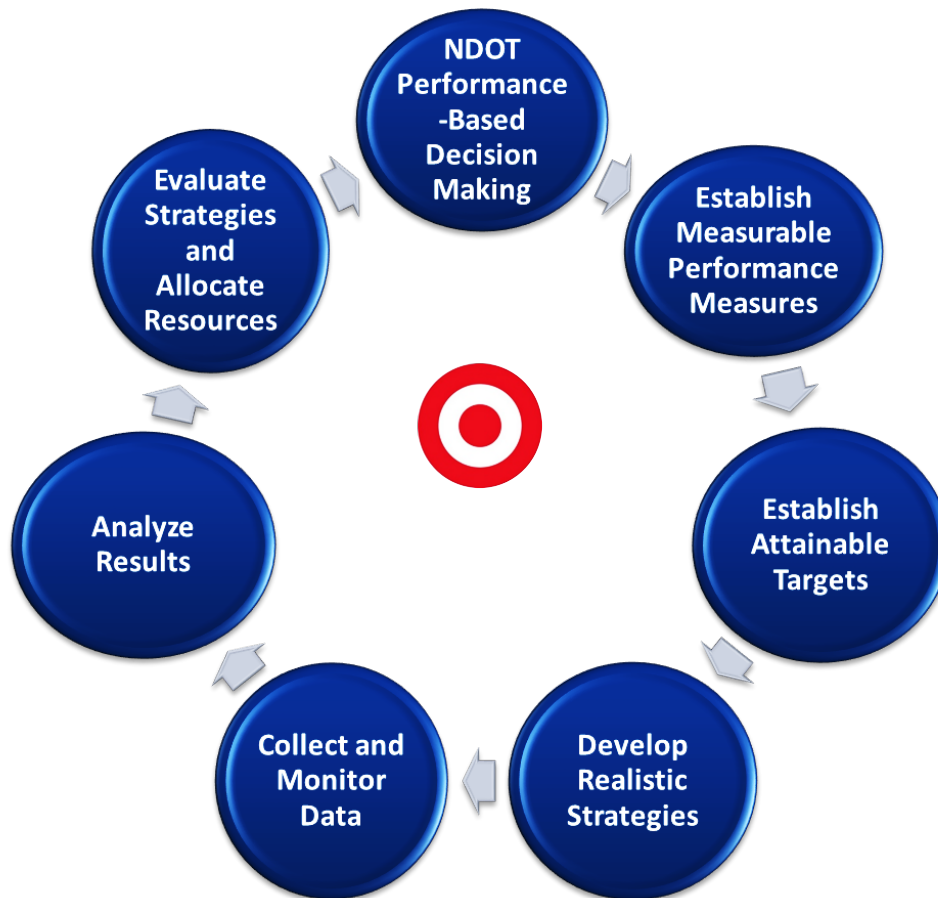 NDOT
Performance
-Based
Decision
Making
Establish
Measurable
Performance
Measures
Establish
Attainable
Targets
Develop
Realistic
Strategies
Collect and
Monitor
Data
Analyze
Results
Evaluate
Strategies
and
Allocate
Resources